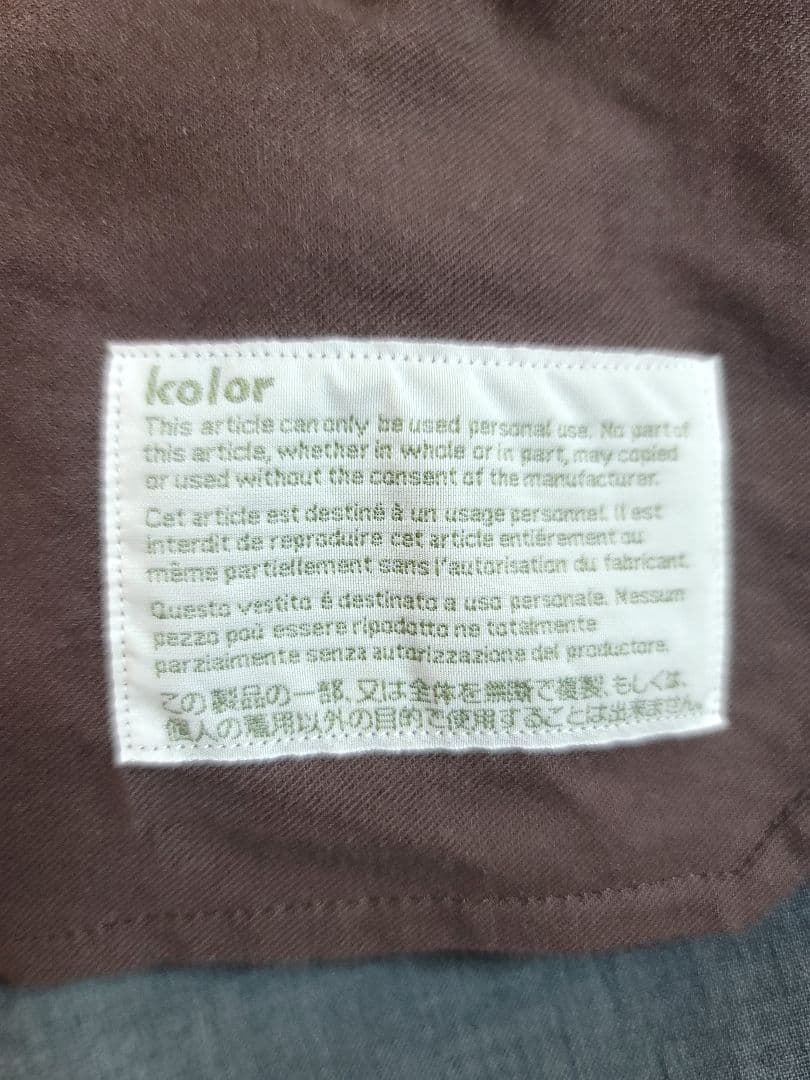 kolor
This article can only be used personal use. No part of
this article, whether in whole or in part, may copied
or used without the consent of the manufacturer.
Cet article est destiné à un usage personnel. Il est
interdit de reproduire cet article entiérement ou
même partiellement sans l'autorisation du fabricant.
Questo vestito é destinato a uso personale. Nessum
pezzo poù essere ripodotto ne totalmente
parzialmente senza autorizzazione del productore.
この製品の一部、又は全体を無断で複製、もしくは、
個人の着用以外の目的で使用することは出来ません。